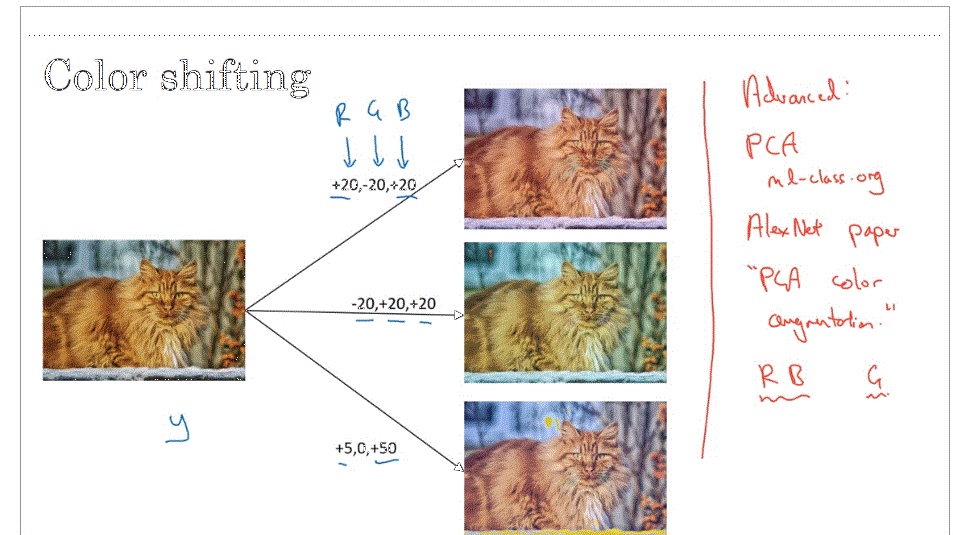 Color shifting
R G B
+20,-20,+20
-20,+20,+20
+5,0,+50
y
Advanced:
PCA
ml-class.org
AlexNet paper
"PCA color
augmentation."
R B G